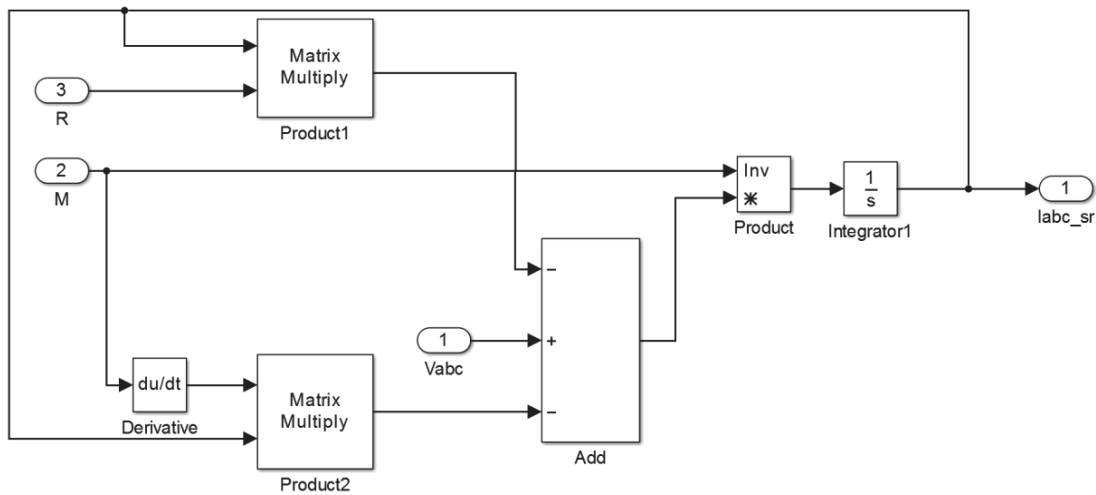 Matrix
Multiply
Product1
3
R
2
M
Inv
*
Product
1
s
Integrator1
1
Iabc_sr
−
1
Vabc
+
−
Add
du/dt
Derivative
Matrix
Multiply
Product2